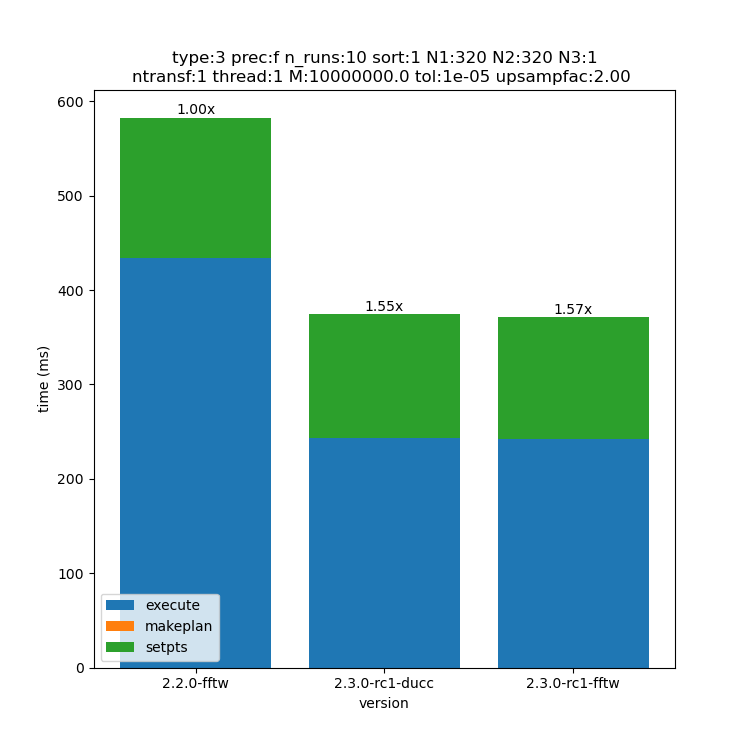 type:3 prec:f n_runs:10 sort:1 N1:320 N2:320 N3:1
ntransf:1 thread:1 M:10000000.0 tol:1e-05 upsampfac:2.00
600
500
400
300
200
100
0
time (ms)
1.00x
1.55x
1.57x
execute
makeplan
setpts
2.2.0-fftw
2.3.0-rc1-ducc
2.3.0-rc1-fftw
version